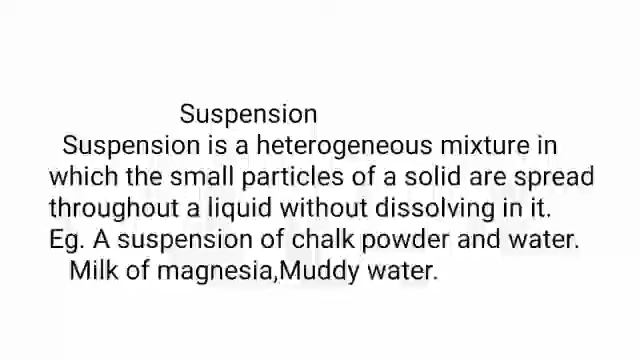 Suspension
Suspension is a heterogeneous mixture in
which the small particles of a solid are spread
throughout a liquid without dissolving in it.
Eg. A suspension of chalk powder and water.
Milk of magnesia,Muddy water.